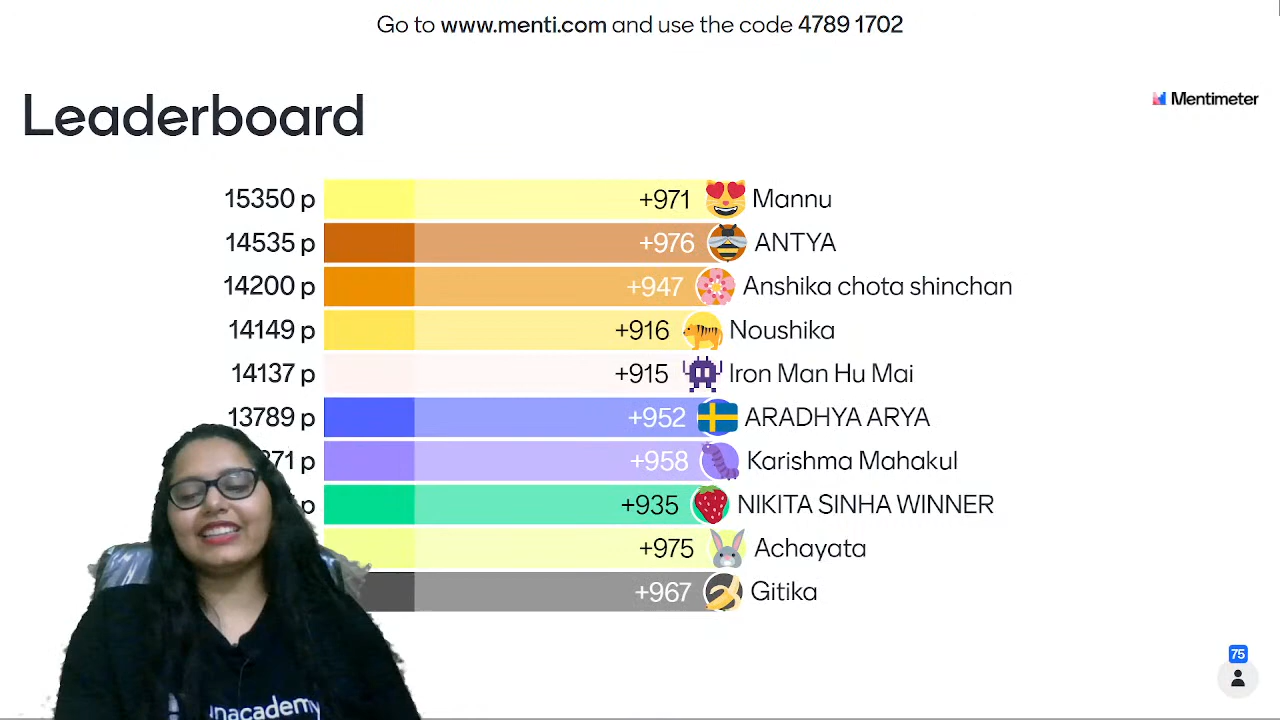 Go to www.menti.com and use the code 4789 1702
Leaderboard
Mentimeter
15350 p +971 Mannu
14535 p +976 ANTYA
14200 p +947 Anshika chota shinchan
14149 p +916 Noushika
14137 p +915 Iron Man Hu Mai
13789 p +952 ARADHYA ARYA
71 p +958 Karishma Mahakul
p +935 NIKITA SINHA WINNER
+975 Achayata
+967 Gitika
75
nacademy